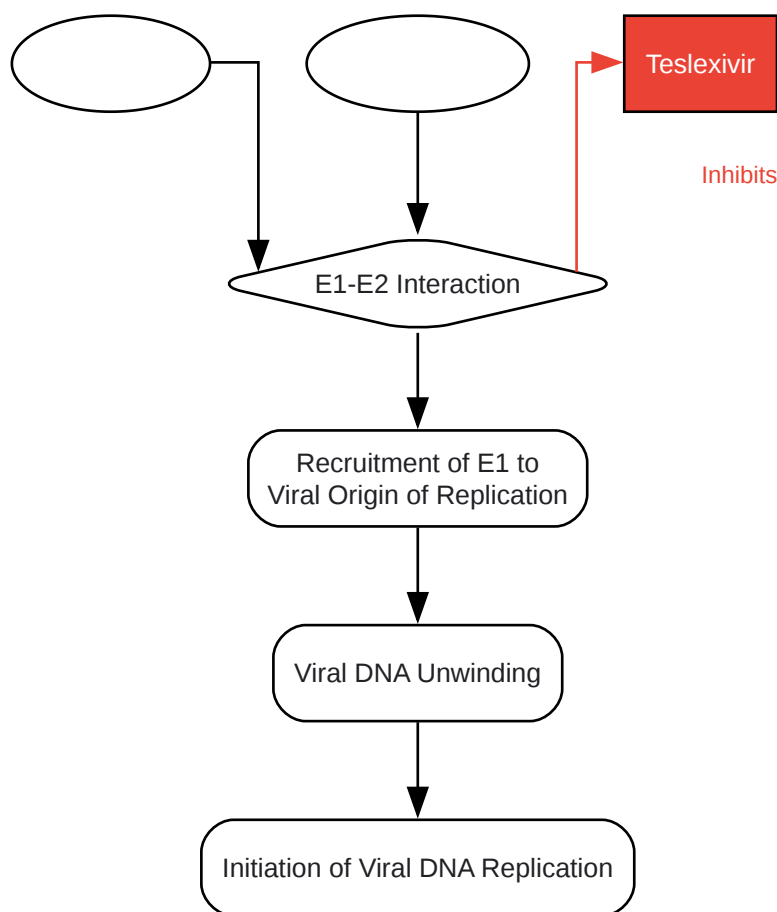 Teslexivir
Inhibits
E1-E2 Interaction
Recruitment of E1 to
Viral Origin of Replication
Viral DNA Unwinding
Initiation of Viral DNA Replication